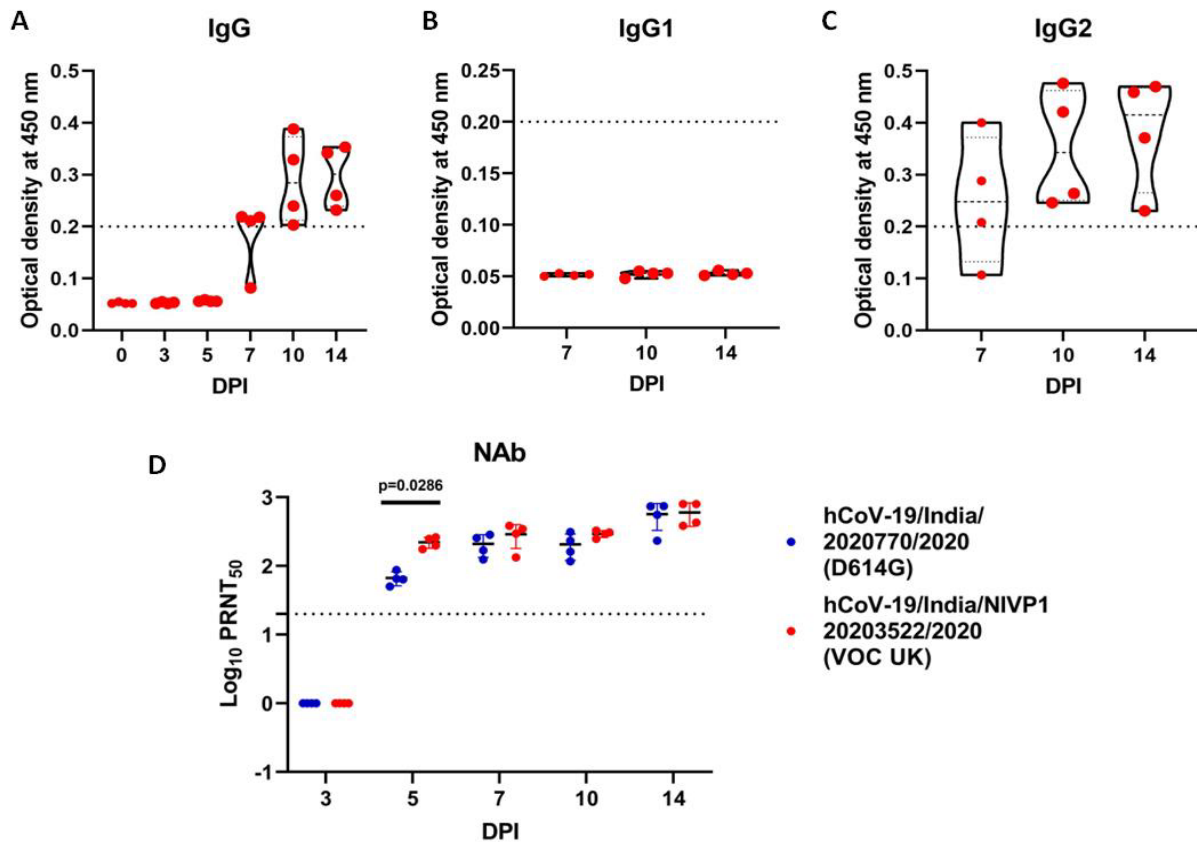 A
IgG
Optical density at 450 nm
0.5
0.4
0.3
0.2
0.1
0.0
0 3 5 7 10 14
DPI
B
IgG1
Optical density at 450 nm
0.25
0.20
0.15
0.10
0.05
0.00
7 10 14
DPI
C
IgG2
Optical density at 450 nm
0.5
0.4
0.3
0.2
0.1
0.0
7 10 14
DPI
D
NAb
p=0.0286
Log10 PRNT50
3
2
1
0
-1
3 5 7 10 14
DPI
hCoV-19/India/
2020770/2020
(D614G)
hCoV-19/India/NIVP1
20203522/2020
(VOC UK)